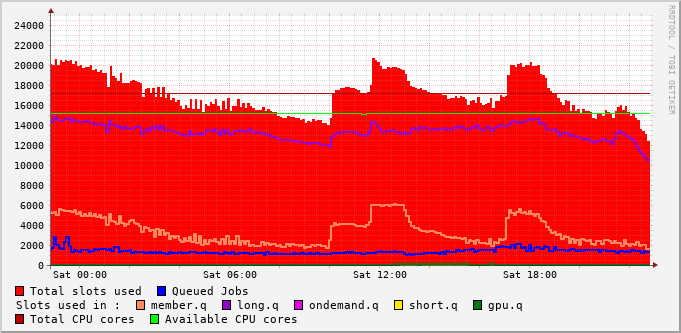 24000
22000
20000
18000
16000
14000
12000
10000
8000
6000
4000
2000
0
Sat 00:00 Sat 06:00 Sat 12:00 Sat 18:00
RRDTOOL / TOBI OETIKER
Total slots used Queued Jobs
Slots used in : member.q long.q ondemand.q short.q gpu.q
Total CPU cores Available CPU cores